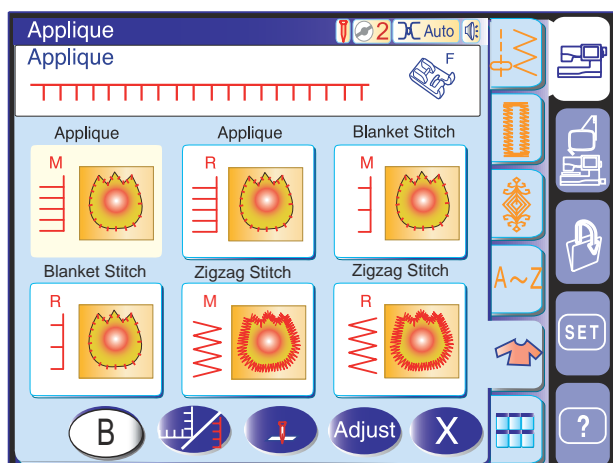 Applique 2 Auto
Applique F
Applique Applique Blanket Stitch
M R M
Blanket Stitch Zigzag Stitch Zigzag Stitch
R M R
A~Z
SET
B Adjust X ?